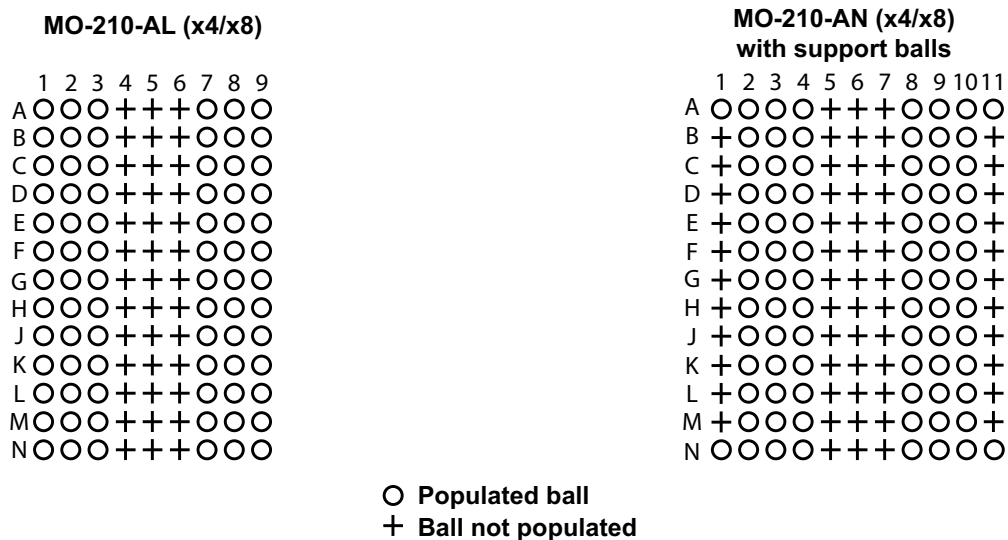 MO-210-AL (x4/x8)
1 2 3 4 5 6 7 8 9
A
B
C
D
E
F
G
H
J
K
L
M
N
MO-210-AN (x4/x8)
with support balls
1 2 3 4 5 6 7 8 9 10 11
A
B
C
D
E
F
G
H
J
K
L
M
N
Populated ball
Ball not populated